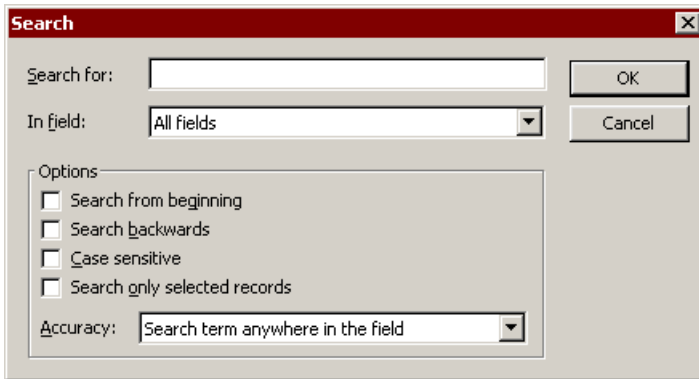 Search
Search for:
OK
In field:
All fields
Cancel
Options
Search from beginning
Search backwards
Case sensitive
Search only selected records
Accuracy:
Search term anywhere in the field